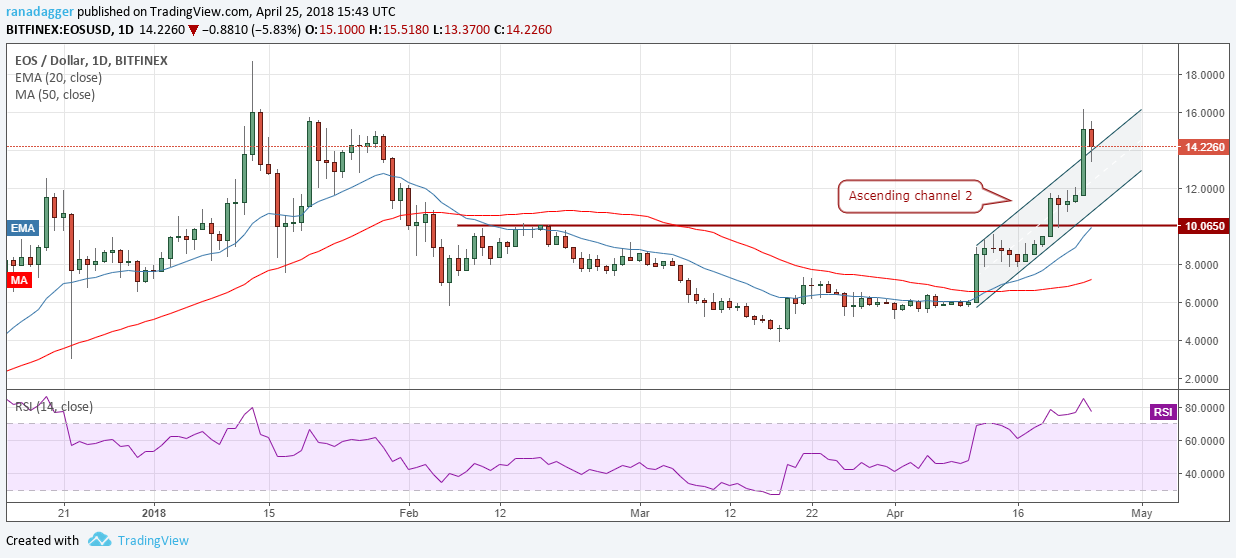 ranadagger published on TradingView.com, April 25, 2018 15:43 UTC
BITFINEX:EOSUSD, 1D 14.2260 ▼ −0.8810 (−5.83%) O:15.1000 H:15.5180 L:13.3700 C:14.2260
EOS / Dollar, 1D, BITFINEX
EMA (20, close)
MA (50, close)
18.0000
16.0000
14.2260
12.0000
Ascending channel 2
EMA
10.0650
8.0000
MA
6.0000
4.0000
2.0000
RSI (14, close)
80.0000
RSI
60.0000
40.0000
21 2018 15 Feb 12 Mar 12 22 Apr 16 May
Created with TradingView